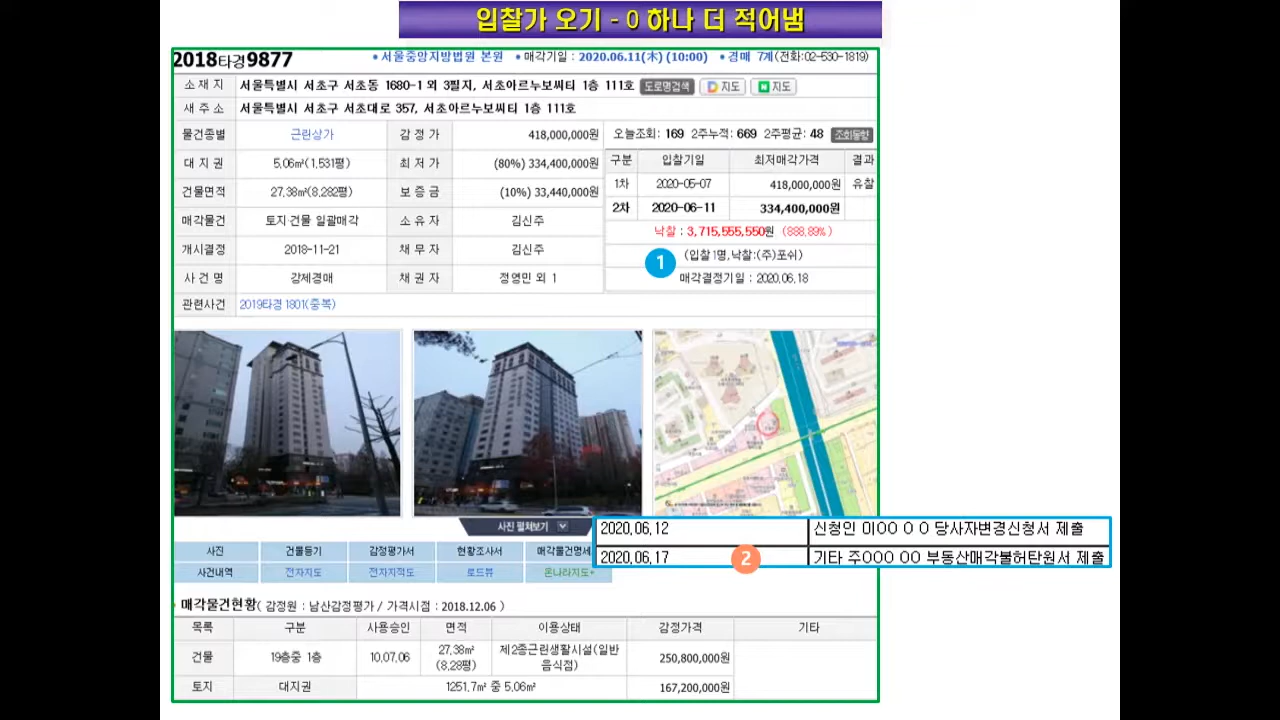 입찰가 오기 - 0 하나 더 적어냄
2018타경9877 • 서울중앙지방법원 본원 • 매각기일 : 2020.06.11(木) (10:00) • 경매 7계(전화:02-530-1819)
소 재 지 서울특별시 서초구 서초동 1680-1 외 3필지, 서초아르누보씨티 1층 111호 도로명검색 D 지도 N 지도
새 주 소 서울특별시 서초구 서초대로 357, 서초아르누보씨티 1층 111호
물건종별 근린상가 감 정 가 418,000,000원 오늘조회: 169 2주누적: 669 2주평균: 48 조회동향
대 지 권 5.06㎡(1.531평) 최 저 가 (80%) 334,400,000원 구분 입찰기일 최저매각가격 결과
1차 2020-05-07 418,000,000원 유찰
건물면적 27.38㎡(8.282평) 보 증 금 (10%) 33,440,000원
2차 2020-06-11 334,400,000원
매각물건 토지·건물 일괄매각 소 유 자 김신주
낙찰 : 3,715,555,550원 (888.89%)
개시결정 2018-11-21 채 무 자 김신주 1 (입찰1명,낙찰:(주)포쉬)
사 건 명 강제경매 채 권 자 정영민 외 1 매각결정기일 : 2020.06.18
관련사건 2019타경1801(중복)
사진 펼쳐보기
2020.06.12 신청인 이OO O O 당사자변경신청서 제출
2020.06.17 2 기타 주OOO OO 부동산매각불허탄원서 제출
사진 건물등기 감정평가서 현황조사서 매각물건명세
사건내역 전자지도 전자지적도 로드뷰 온나라지도+
매각물건현황( 감정원 : 남산감정평가 / 가격시점 : 2018.12.06 )
목록 구분 사용승인 면적 이용상태 감정가격 기타
건물 19층중 1층 10.07.06 27.38㎡ (8.28평) 제2종근린생활시설(일반음식점) 250,800,000원
토지 대지권 1251.7㎡ 중 5.06㎡ 167,200,000원